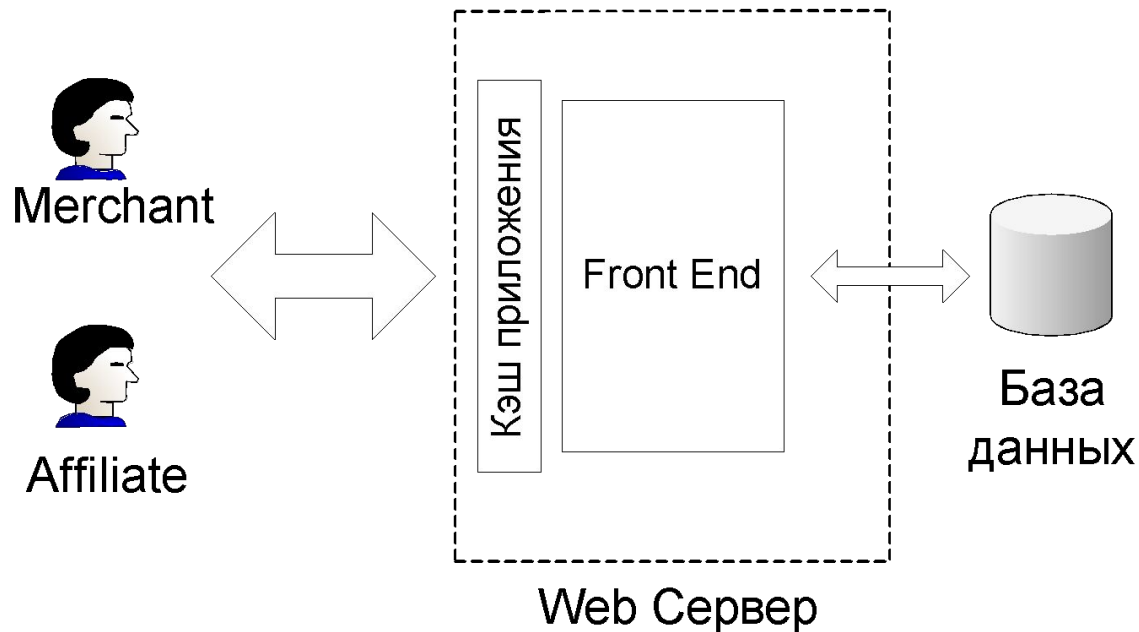 Merchant
Affiliate
Кэш приложения
Front End
База
данных
Web Сервер